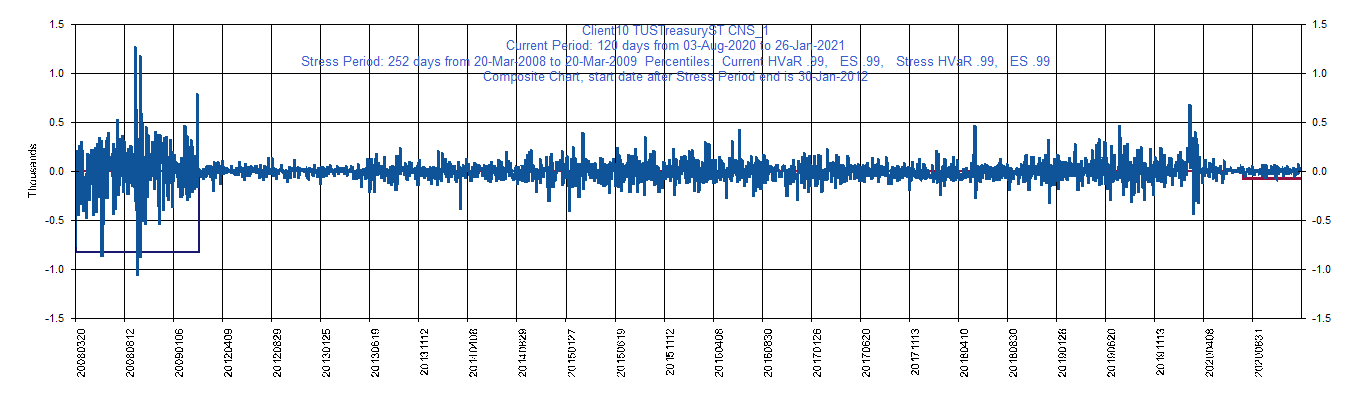 Client10 TUSTreasuryST CNS_1
Current Period: 120 days from 03-Aug-2020 to 26-Jan-2021
Stress Period: 252 days from 20-Mar-2008 to 20-Mar-2009 Percentiles: Current HVaR .99, ES .99, Stress HVaR .99, ES .99
Composite Chart, start date after Stress Period end is 30-Jan-2012
1.5 1.5
1.0 1.0
0.5 0.5
0.0 0.0
-0.5 -0.5
-1.0 -1.0
-1.5 -1.5
Thousands
20080320 20080812 20090106 20120409 20120829 20130125 20130619 20131112 20140408 20140829 20150127 20150619 20151112 20160408 20160830 20170126 20170620 20171113 20180410 20180830 20190128 20190620 20191113 20200408 20200831